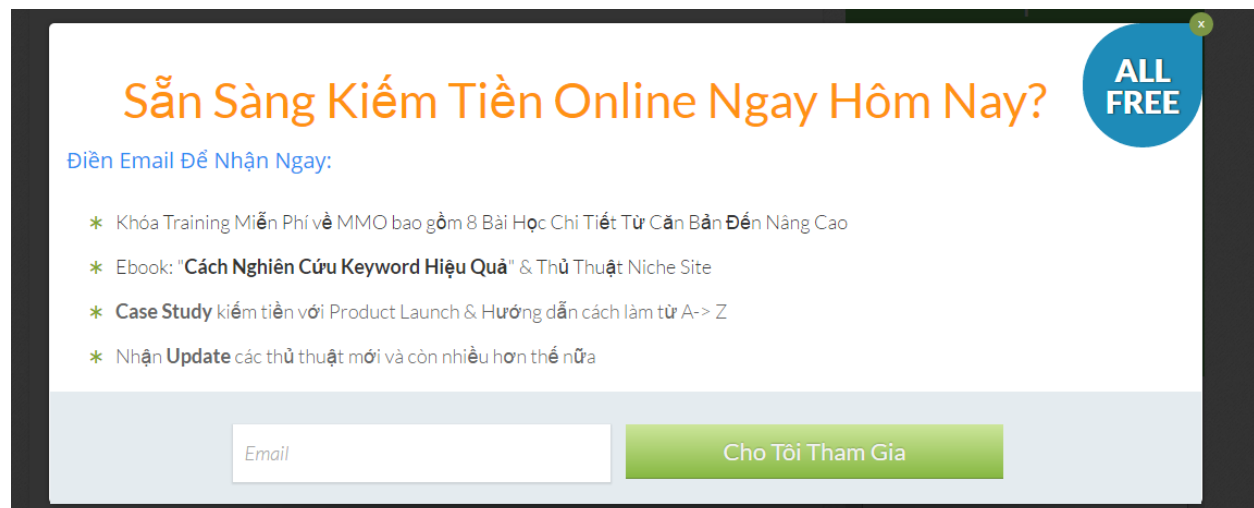 x
Sẵn Sàng Kiếm Tiền Online Ngay Hôm Nay?
ALL
FREE
Điền Email Để Nhận Ngay:
* Khóa Training Miễn Phí về MMO bao gồm 8 Bài Học Chi Tiết Từ Căn Bản Đến Nâng Cao
* Ebook: "Cách Nghiên Cứu Keyword Hiệu Quả" & Thủ Thuật Niche Site
* Case Study kiếm tiền với Product Launch & Hướng dẫn cách làm từ A-> Z
* Nhận Update các thủ thuật mới và còn nhiều hơn thế nữa
Email
Cho Tôi Tham Gia